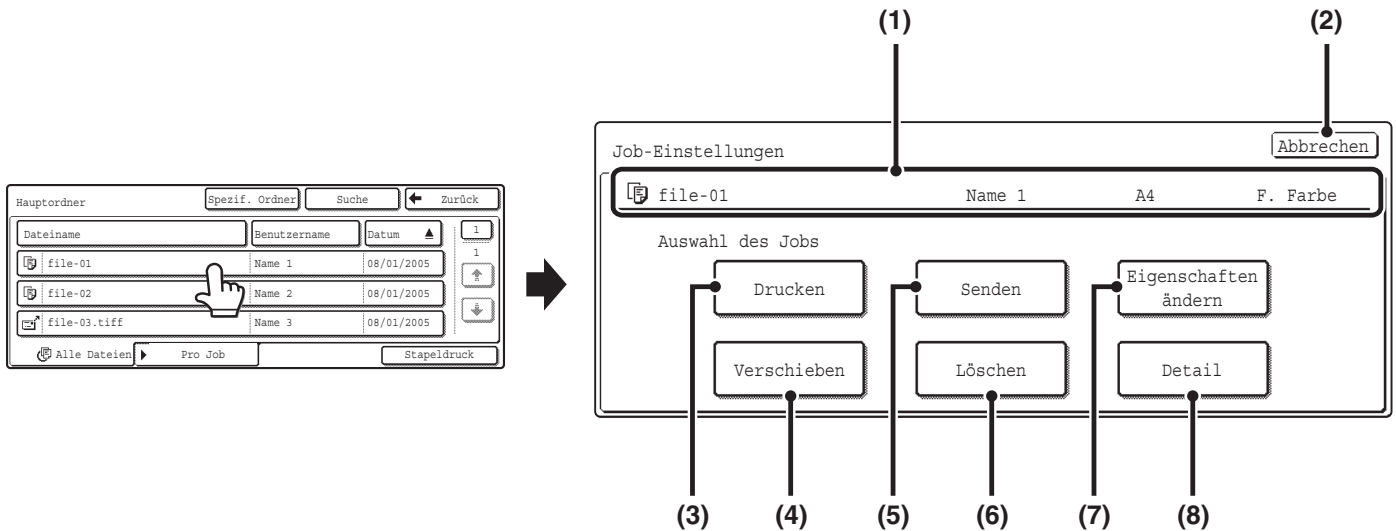 (1) (2)
Job-Einstellungen Abbrechen
file-01 Name 1 A4 F. Farbe
Auswahl des Jobs
Drucken Senden Eigenschaften
ändern
Verschieben Löschen Detail
(3) (4) (5) (6) (7) (8)
Hauptordner Spezif. Ordner Suche Zurück
Dateiname Benutzername Datum 1
file-01 Name 1 08/01/2005 1
file-02 Name 2 08/01/2005
file-03.tiff Name 3 08/01/2005
Alle Dateien Pro Job Stapeldruck